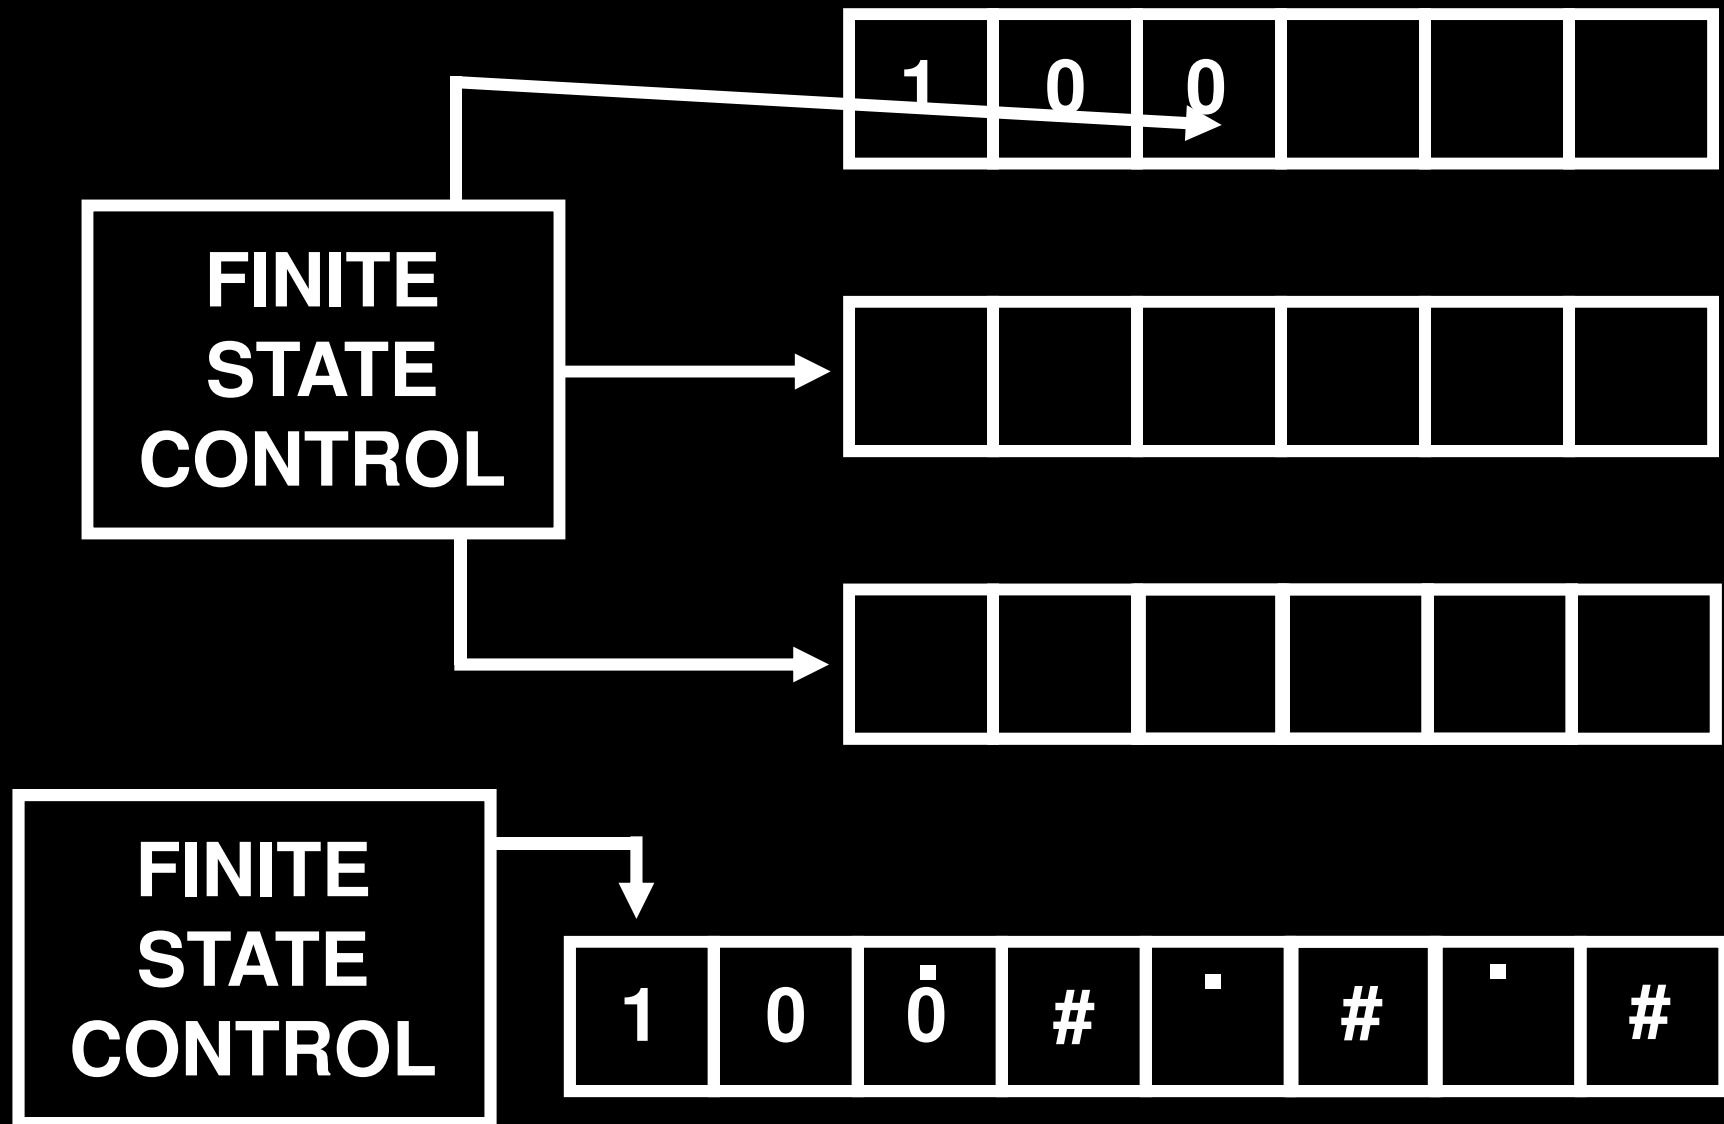 1 0 0
FINITE
STATE
CONTROL
FINITE
STATE
CONTROL
1 0 0̇ # ˙ # ˙ #